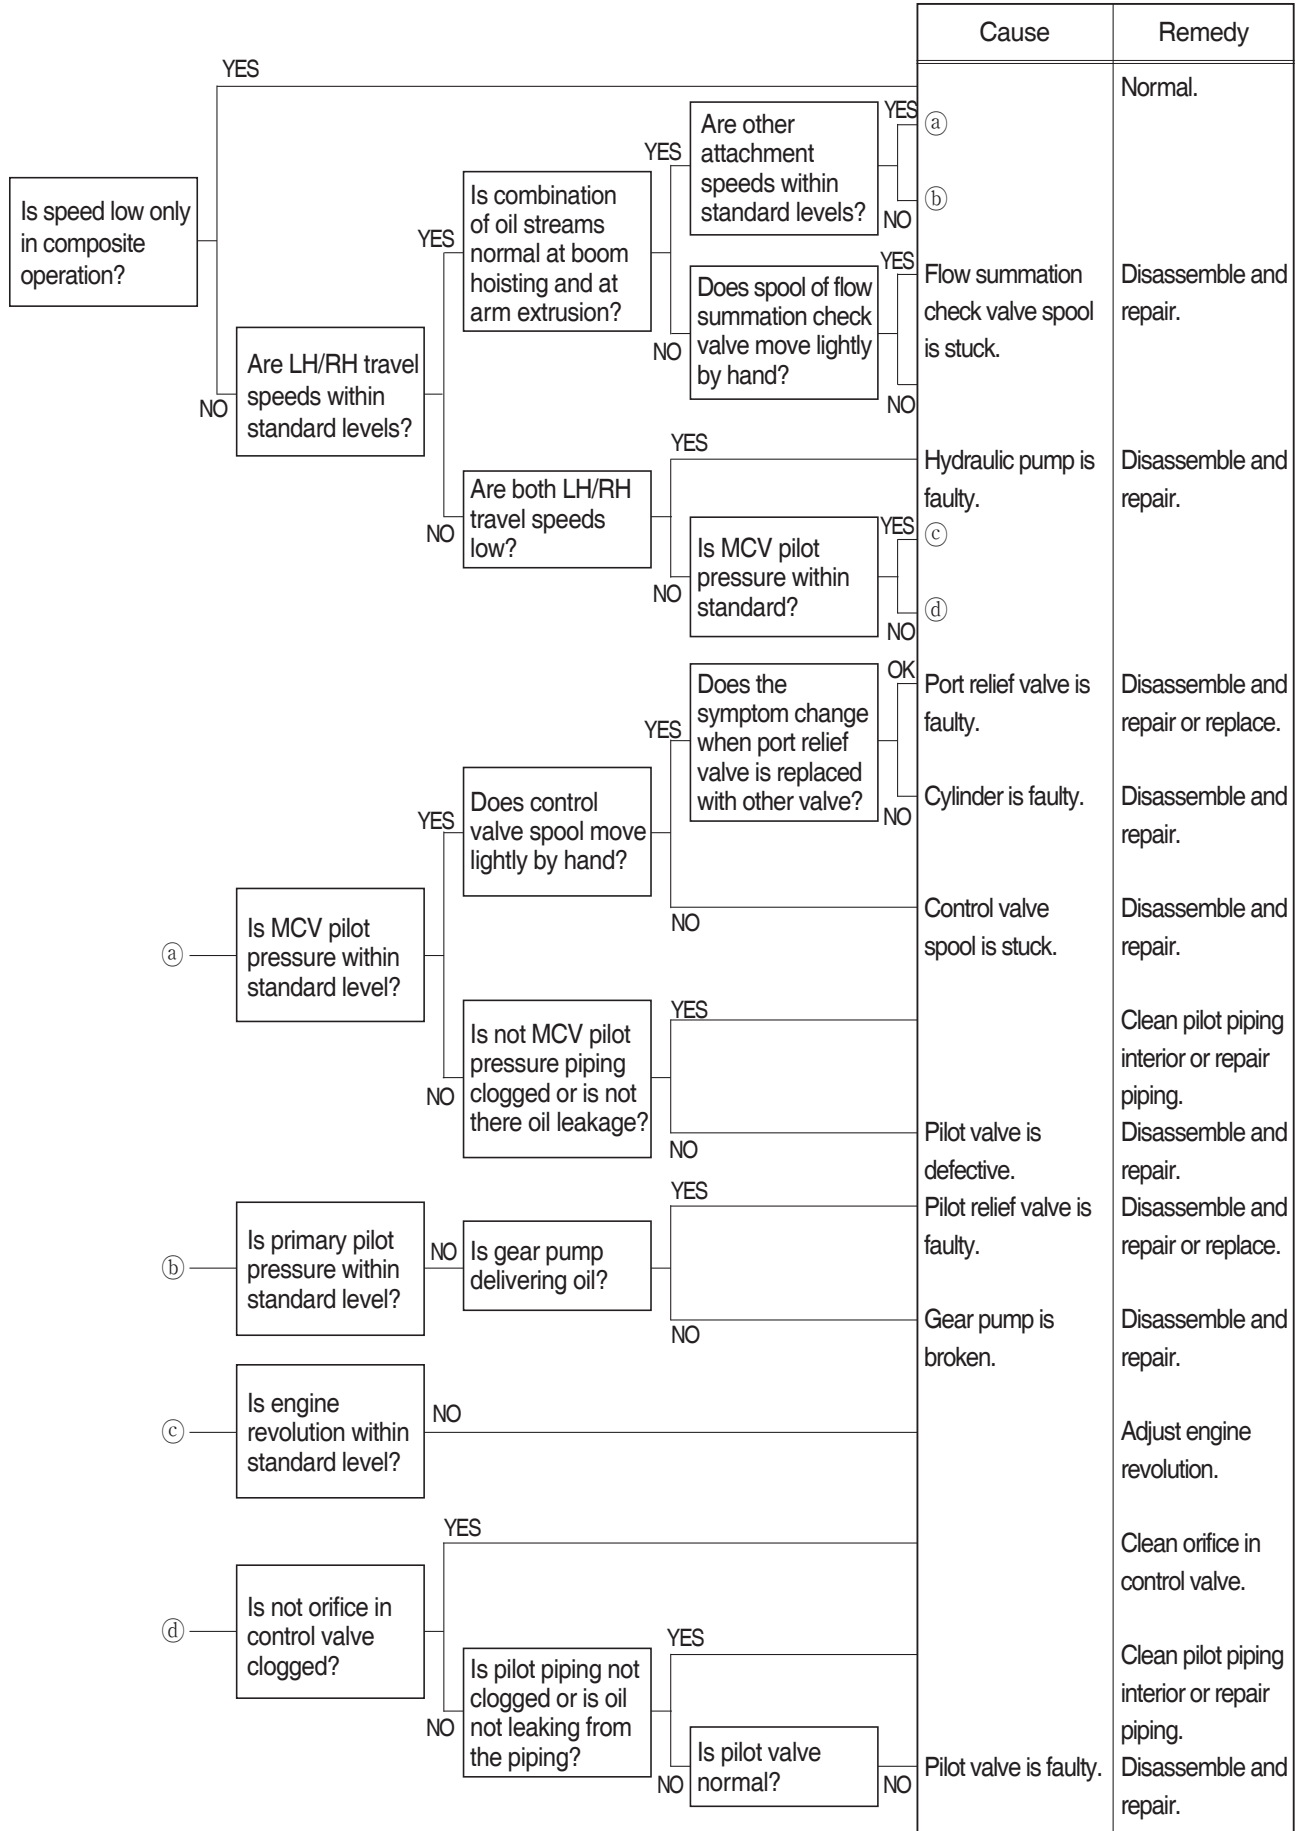 Cause
Remedy
YES
Normal.
Is speed low only
in composite
operation?
NO
Are LH/RH travel
speeds within
standard levels?
YES
Is combination
of oil streams
normal at boom
hoisting and at
arm extrusion?
YES
Are other
attachment
speeds within
standard levels?
YES
ⓐ
NO
ⓑ
NO
Does spool of flow
summation check
valve move lightly
by hand?
YES
NO
Flow summation
check valve spool
is stuck.
Disassemble and
repair.
NO
Are both LH/RH
travel speeds
low?
YES
Hydraulic pump is
faulty.
Disassemble and
repair.
NO
Is MCV pilot
pressure within
standard?
YES
ⓒ
NO
ⓓ
ⓐ
Is MCV pilot
pressure within
standard level?
YES
Does control
valve spool move
lightly by hand?
YES
Does the
symptom change
when port relief
valve is replaced
with other valve?
OK
Port relief valve is
faulty.
Disassemble and
repair or replace.
NO
Cylinder is faulty.
Disassemble and
repair.
NO
Control valve
spool is stuck.
Disassemble and
repair.
NO
Is not MCV pilot
pressure piping
clogged or is not
there oil leakage?
YES
Clean pilot piping
interior or repair
piping.
NO
Pilot valve is
defective.
Disassemble and
repair.
ⓑ
Is primary pilot
pressure within
standard level?
NO
Is gear pump
delivering oil?
YES
Pilot relief valve is
faulty.
Disassemble and
repair or replace.
NO
Gear pump is
broken.
Disassemble and
repair.
ⓒ
Is engine
revolution within
standard level?
NO
Adjust engine
revolution.
ⓓ
Is not orifice in
control valve
clogged?
YES
Clean orifice in
control valve.
NO
Is pilot piping not
clogged or is oil
not leaking from
the piping?
YES
Clean pilot piping
interior or repair
piping.
NO
Is pilot valve
normal?
NO
Pilot valve is faulty.
Disassemble and
repair.